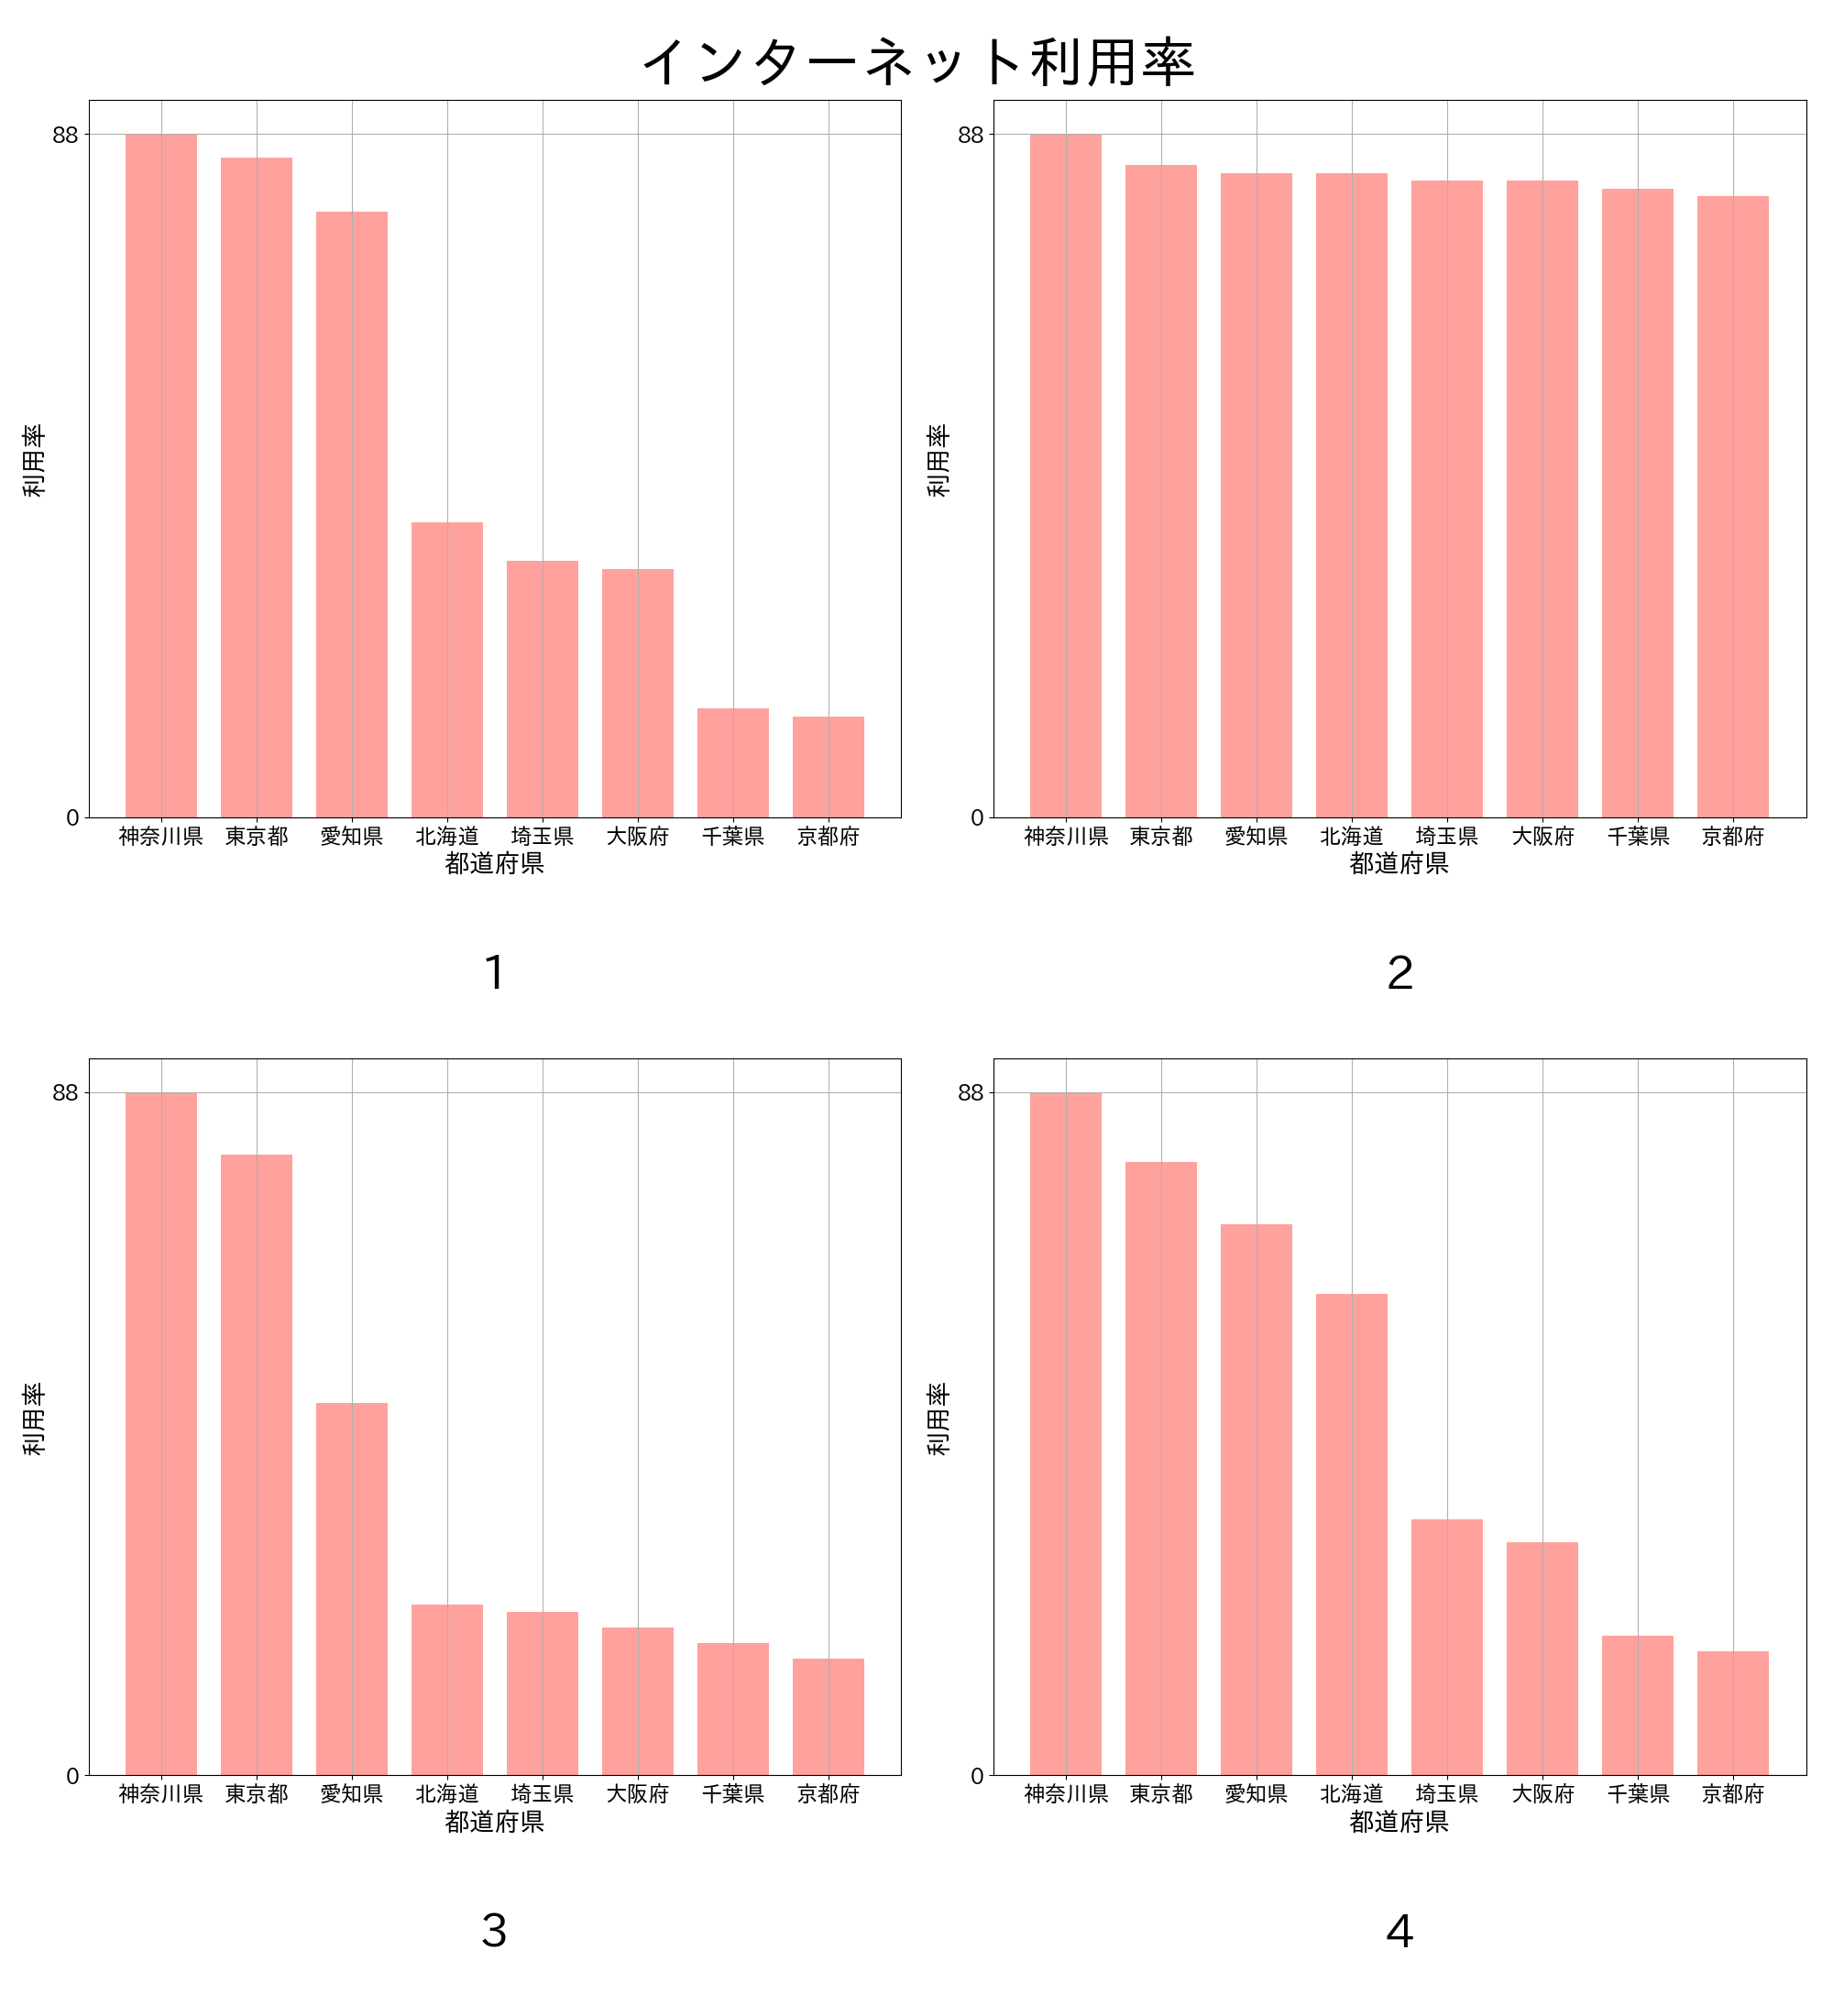 インターネット利用率
88
0
利用率
神奈川県 東京都 愛知県 北海道 埼玉県 大阪府 千葉県 京都府
都道府県
1
88
0
利用率
神奈川県 東京都 愛知県 北海道 埼玉県 大阪府 千葉県 京都府
都道府県
2
88
0
利用率
神奈川県 東京都 愛知県 北海道 埼玉県 大阪府 千葉県 京都府
都道府県
3
88
0
利用率
神奈川県 東京都 愛知県 北海道 埼玉県 大阪府 千葉県 京都府
都道府県
4